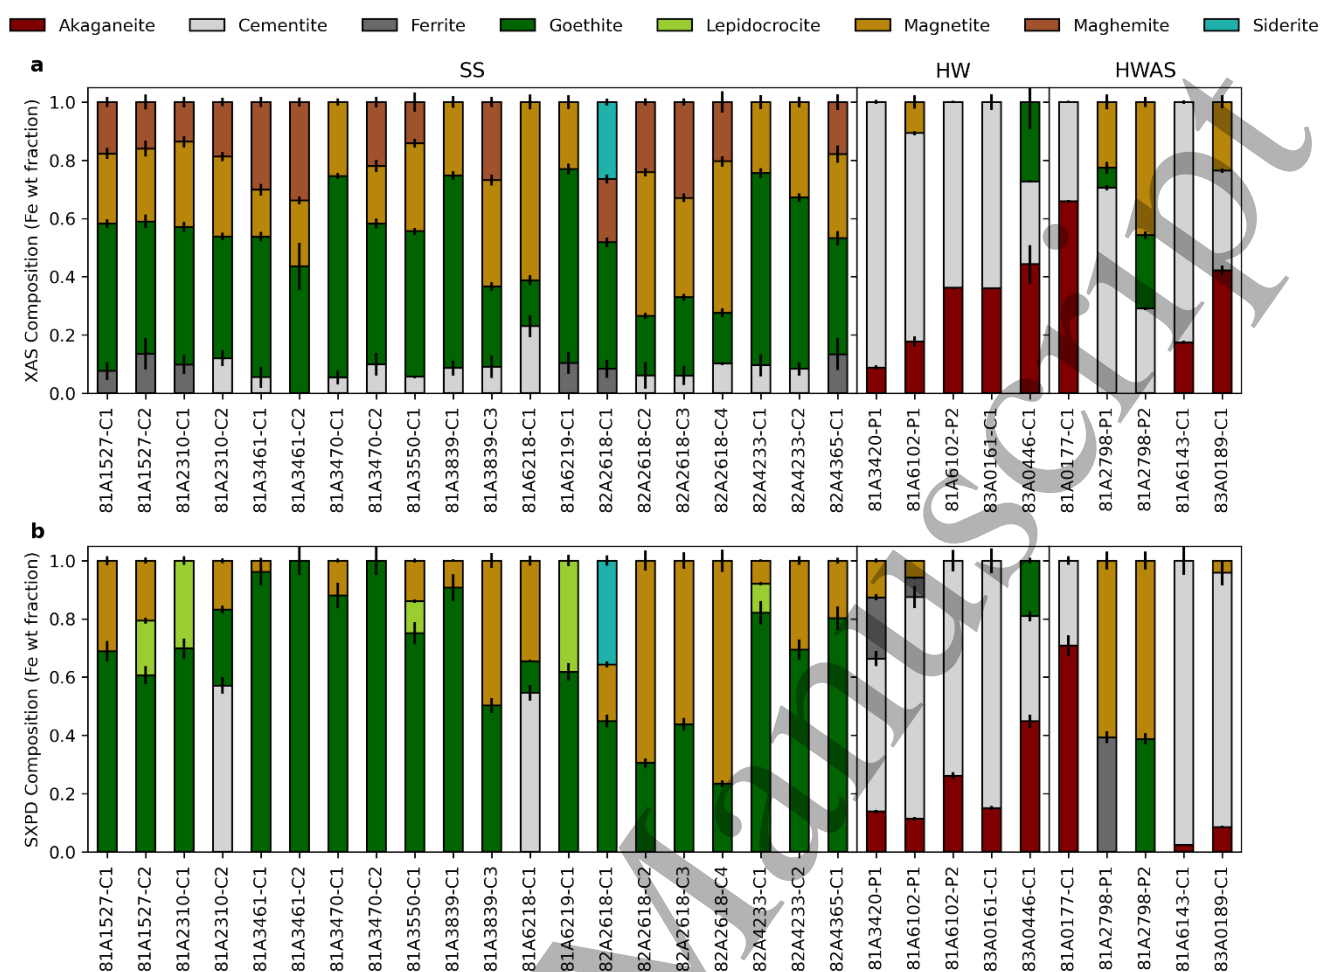 Akaganeite Cementite Ferrite Goethite Lepidocrocite Magnetite Maghemite Siderite
a
SS HW HWAS
XAS Composition (Fe wt fraction)
1.0
0.8
0.6
0.4
0.2
0.0
81A1527-C1 81A1527-C2 81A2310-C1 81A2310-C2 81A3461-C1 81A3461-C2 81A3470-C1 81A3470-C2 81A3550-C1 81A3839-C1 81A3839-C3 81A6218-C1 81A6219-C1 82A2618-C1 82A2618-C2 82A2618-C3 82A2618-C4 82A4233-C1 82A4233-C2 82A4365-C1 81A3420-P1 81A6102-P1 81A6102-P2 83A0161-C1 83A0446-C1 81A0177-C1 81A2798-P1 81A2798-P2 81A6143-C1 83A0189-C1
b
SXPD Composition (Fe wt fraction)
1.0
0.8
0.6
0.4
0.2
0.0
81A1527-C1 81A1527-C2 81A2310-C1 81A2310-C2 81A3461-C1 81A3461-C2 81A3470-C1 81A3470-C2 81A3550-C1 81A3839-C1 81A3839-C3 81A6218-C1 81A6219-C1 82A2618-C1 82A2618-C2 82A2618-C3 82A2618-C4 82A4233-C1 82A4233-C2 82A4365-C1 81A3420-P1 81A6102-P1 81A6102-P2 83A0161-C1 83A0446-C1 81A0177-C1 81A2798-P1 81A2798-P2 81A6143-C1 83A0189-C1
Manuscript